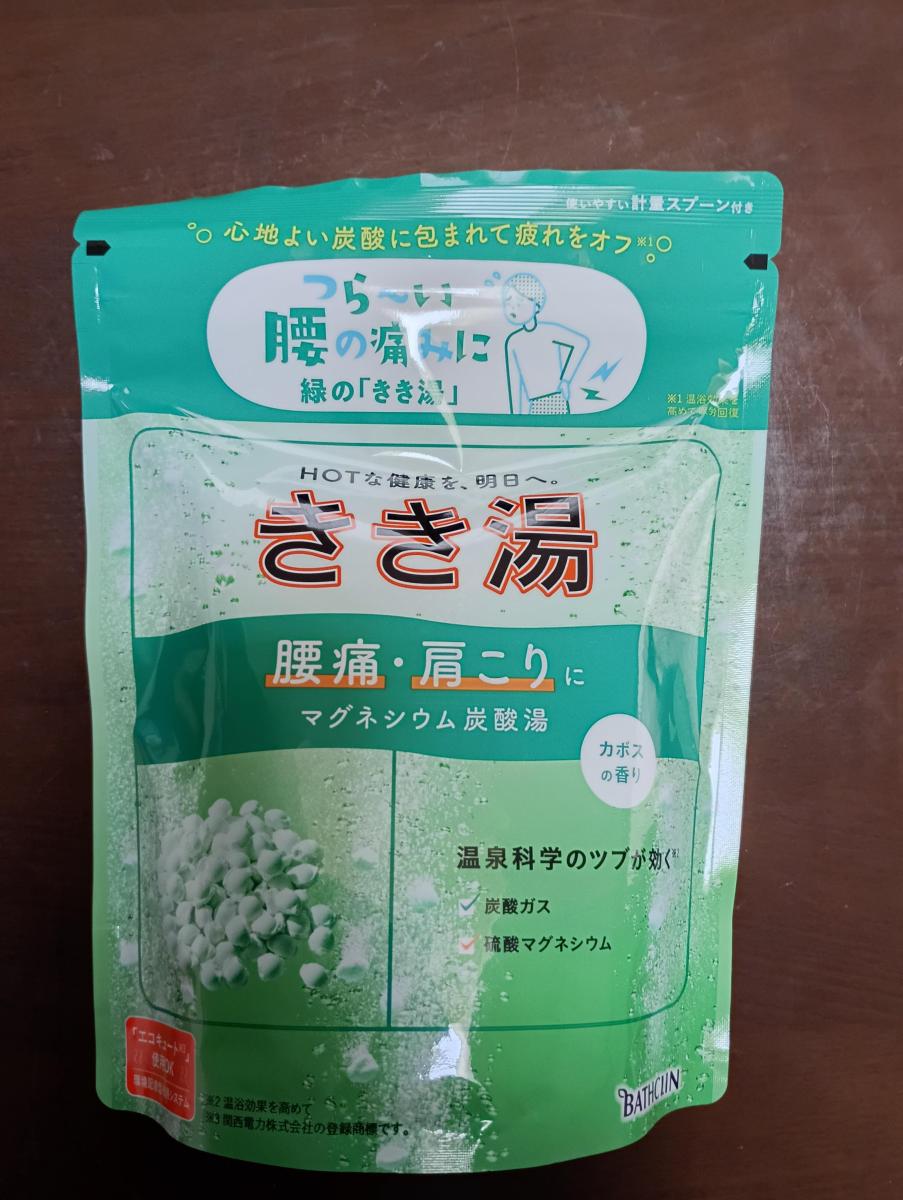 使いやすい計量スプーン付き
心地よい炭酸に包まれて疲れをオフ※1
つら〜い
腰の痛みに
緑の「きき湯」
※1 温浴効果を
高めて 分回復
HOTな健康を、明日へ。
きき湯
腰痛・肩こりに
マグネシウム炭酸湯
カボス
の香り
温泉科学のツブが効く※2
炭酸ガス
硫酸マグネシウム
「エコキュート※3」
使用OK
システム
※2 温浴効果を高めて
※3 関西電力株式会社の登録商標です。
BATHCLIN